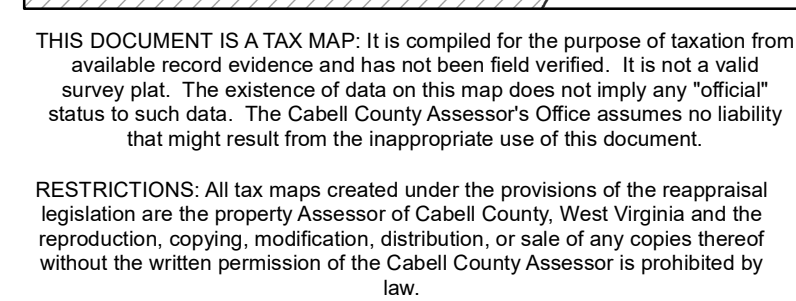 THIS DOCUMENT IS A TAX MAP: It is compiled for the purpose of taxation from
available record evidence and has not been field verified.  It is not a valid
survey plat.  The existence of data on this map does not imply any "official"
status to such data.  The Cabell County Assessor's Office assumes no liability
that might result from the inappropriate use of this document.
RESTRICTIONS: All tax maps created under the provisions of the reappraisal
legislation are the property Assessor of Cabell County, West Virginia and the
reproduction, copying, modification, distribution, or sale of any copies thereof
without the written permission of the Cabell County Assessor is prohibited by
law.